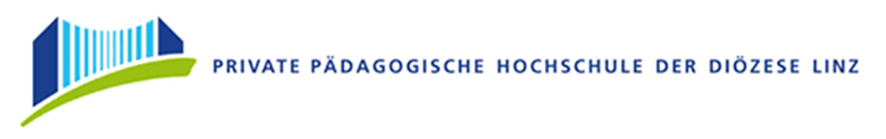 PRIVATE PÄDAGOGISCHE HOCHSCHULE DER DIÖZESE LINZ